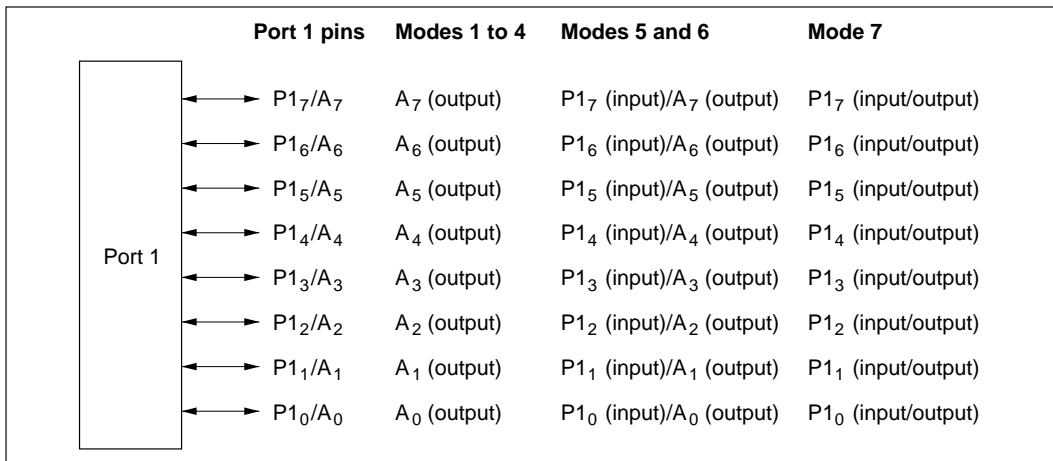 Port 1 pins Modes 1 to 4 Modes 5 and 6 Mode 7
P1₇/A₇ A₇ (output) P1₇ (input)/A₇ (output) P1₇ (input/output)
P1₆/A₆ A₆ (output) P1₆ (input)/A₆ (output) P1₆ (input/output)
P1₅/A₅ A₅ (output) P1₅ (input)/A₅ (output) P1₅ (input/output)
P1₄/A₄ A₄ (output) P1₄ (input)/A₄ (output) P1₄ (input/output)
Port 1
P1₃/A₃ A₃ (output) P1₃ (input)/A₃ (output) P1₃ (input/output)
P1₂/A₂ A₂ (output) P1₂ (input)/A₂ (output) P1₂ (input/output)
P1₁/A₁ A₁ (output) P1₁ (input)/A₁ (output) P1₁ (input/output)
P1₀/A₀ A₀ (output) P1₀ (input)/A₀ (output) P1₀ (input/output)